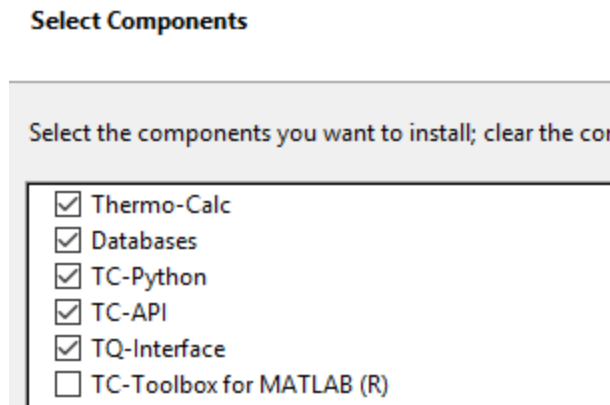 Select Components
Select the components you want to install; clear the
Thermo-Calc
Databases
TC-Python
TC-API
TQ-Interface
TC-Toolbox for MATLAB (R)